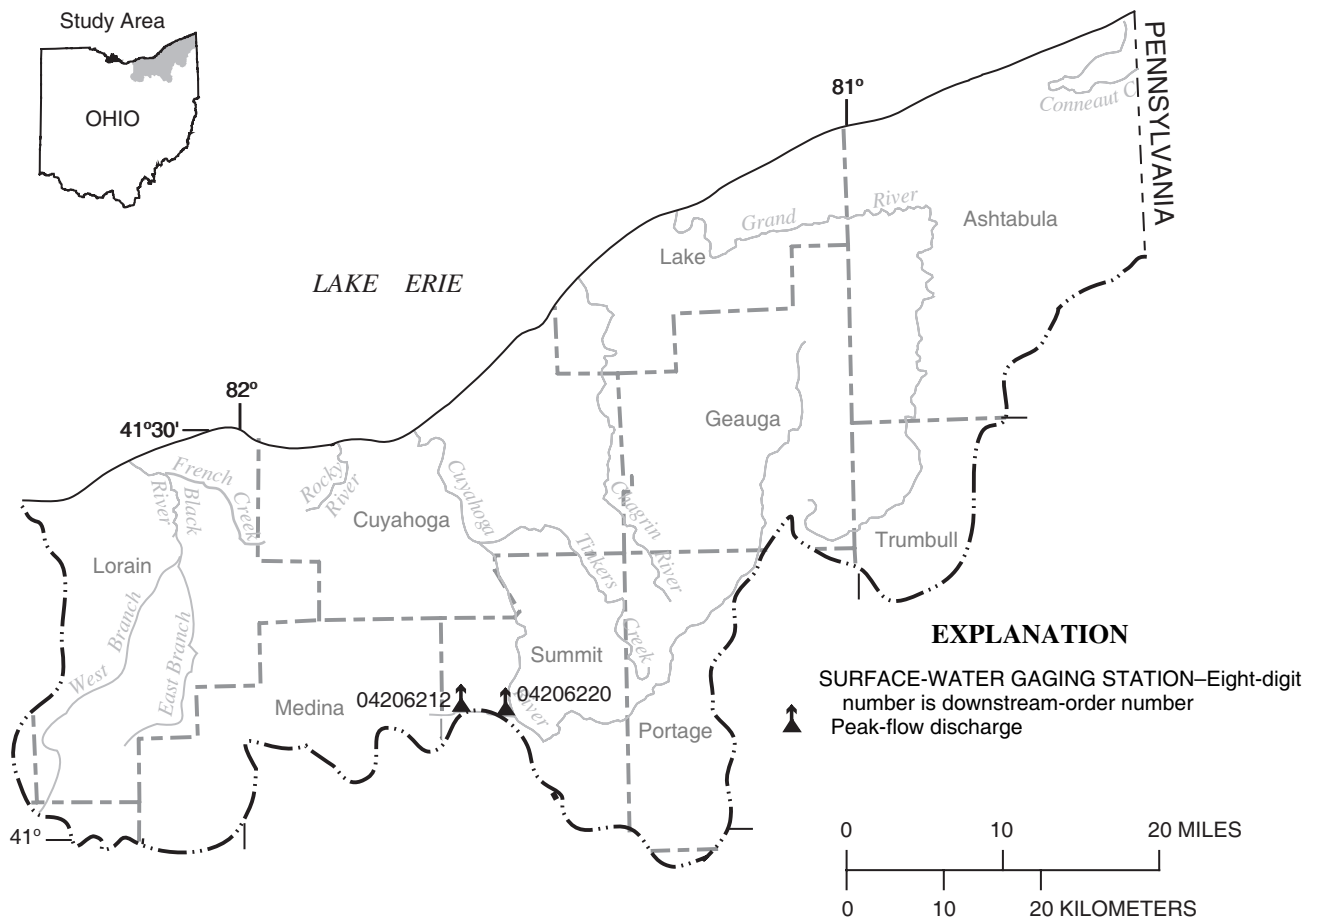 Study Area
OHIO
PENNSYLVANIA
81º
Conneaut C
Grand River
Ashtabula
Lake
LAKE ERIE
82º
41º30'
Geauga
French Creek
Rocky River
Cuyahoga
Cuyahoga
Black River
Tinkers Creek
Chagrin River
Trumbull
Lorain
West Branch
East Branch
Summit
Medina
04206212
04206220
Portage
41º
EXPLANATION
SURFACE-WATER GAGING STATION–Eight-digit
number is downstream-order number
Peak-flow discharge
0 10 20 MILES
0 10 20 KILOMETERS